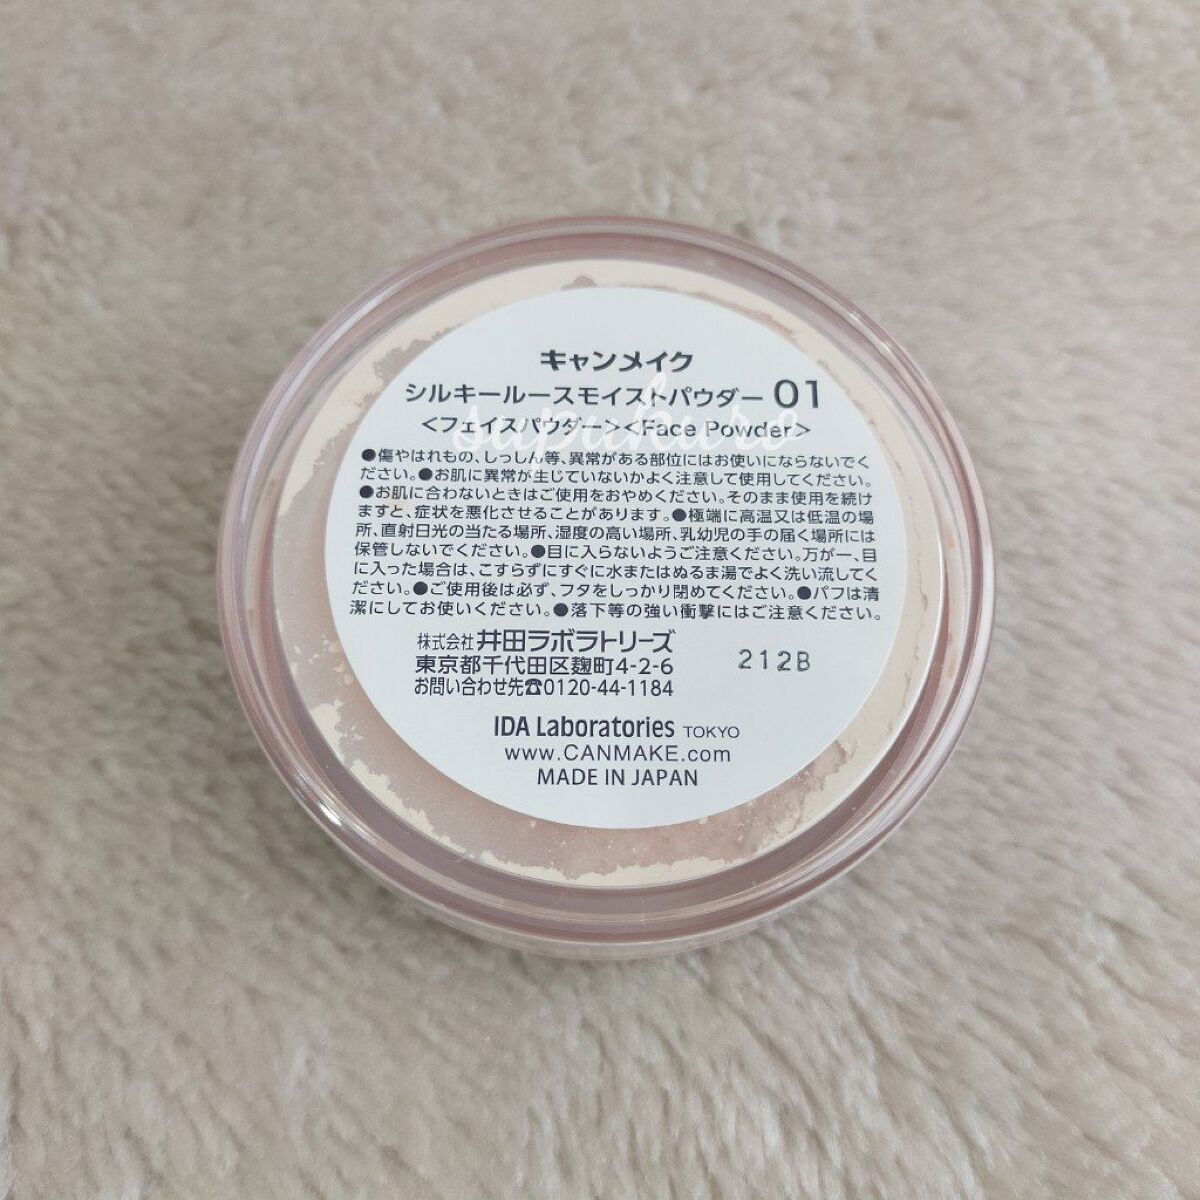 キャンメイク
シルキールースモイストパウダー 01
<フェイスパウダー><Face Powder>
supukuro
●傷やはれもの、しっしん等、異常がある部位にはお使いにならないでく
ださい。●お肌に異常が生じていないかよく注意して使用してください。
●お肌に合わないときはご使用をおやめください。そのまま使用を続け
ますと、症状を悪化させることがあります。●極端に高温又は低温の場
所、直射日光の当たる場所、湿度の高い場所、乳幼児の手の届く場所には
保管しないでください。●目に入らないようご注意ください。万が一、目
に入った場合は、こすらずにすぐに水またはぬるま湯でよく洗い流してく
ださい。●ご使用後は必ず、フタをしっかり閉めてください。●パフは清
潔にしてお使いください。●落下等の強い衝撃にはご注意ください。
株式会社 井田ラボラトリーズ
東京都千代田区麹町4-2-6
お問い合わせ先☎0120-44-1184
212B
IDA Laboratories TOKYO
www.CANMAKE.com
MADE IN JAPAN